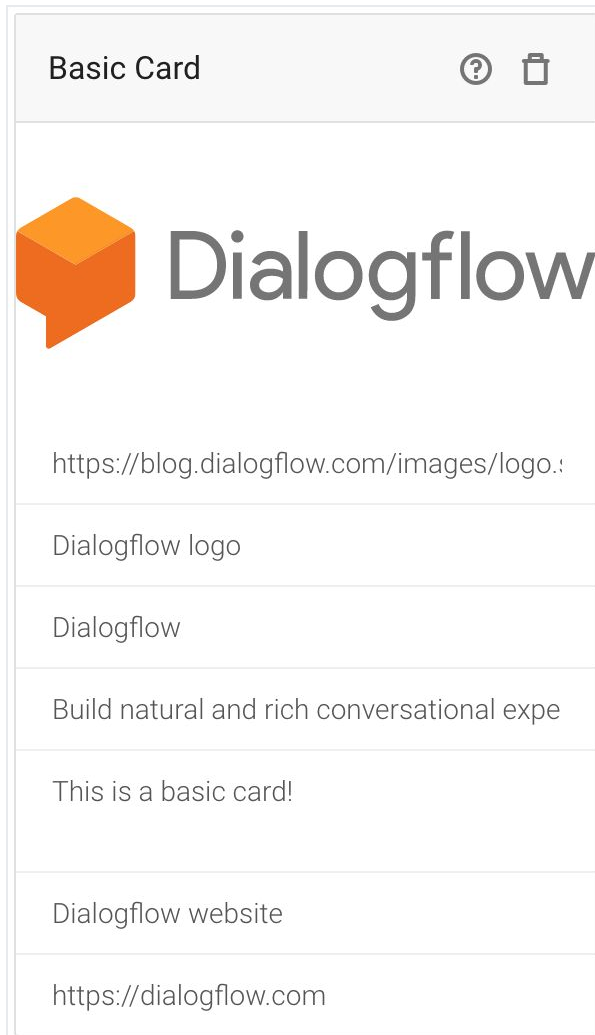 Basic Card
Dialogflow
https://blog.dialogflow.com/images/logo.
Dialogflow logo
Dialogflow
Build natural and rich conversational expe
This is a basic card!
Dialogflow website
https://dialogflow.com